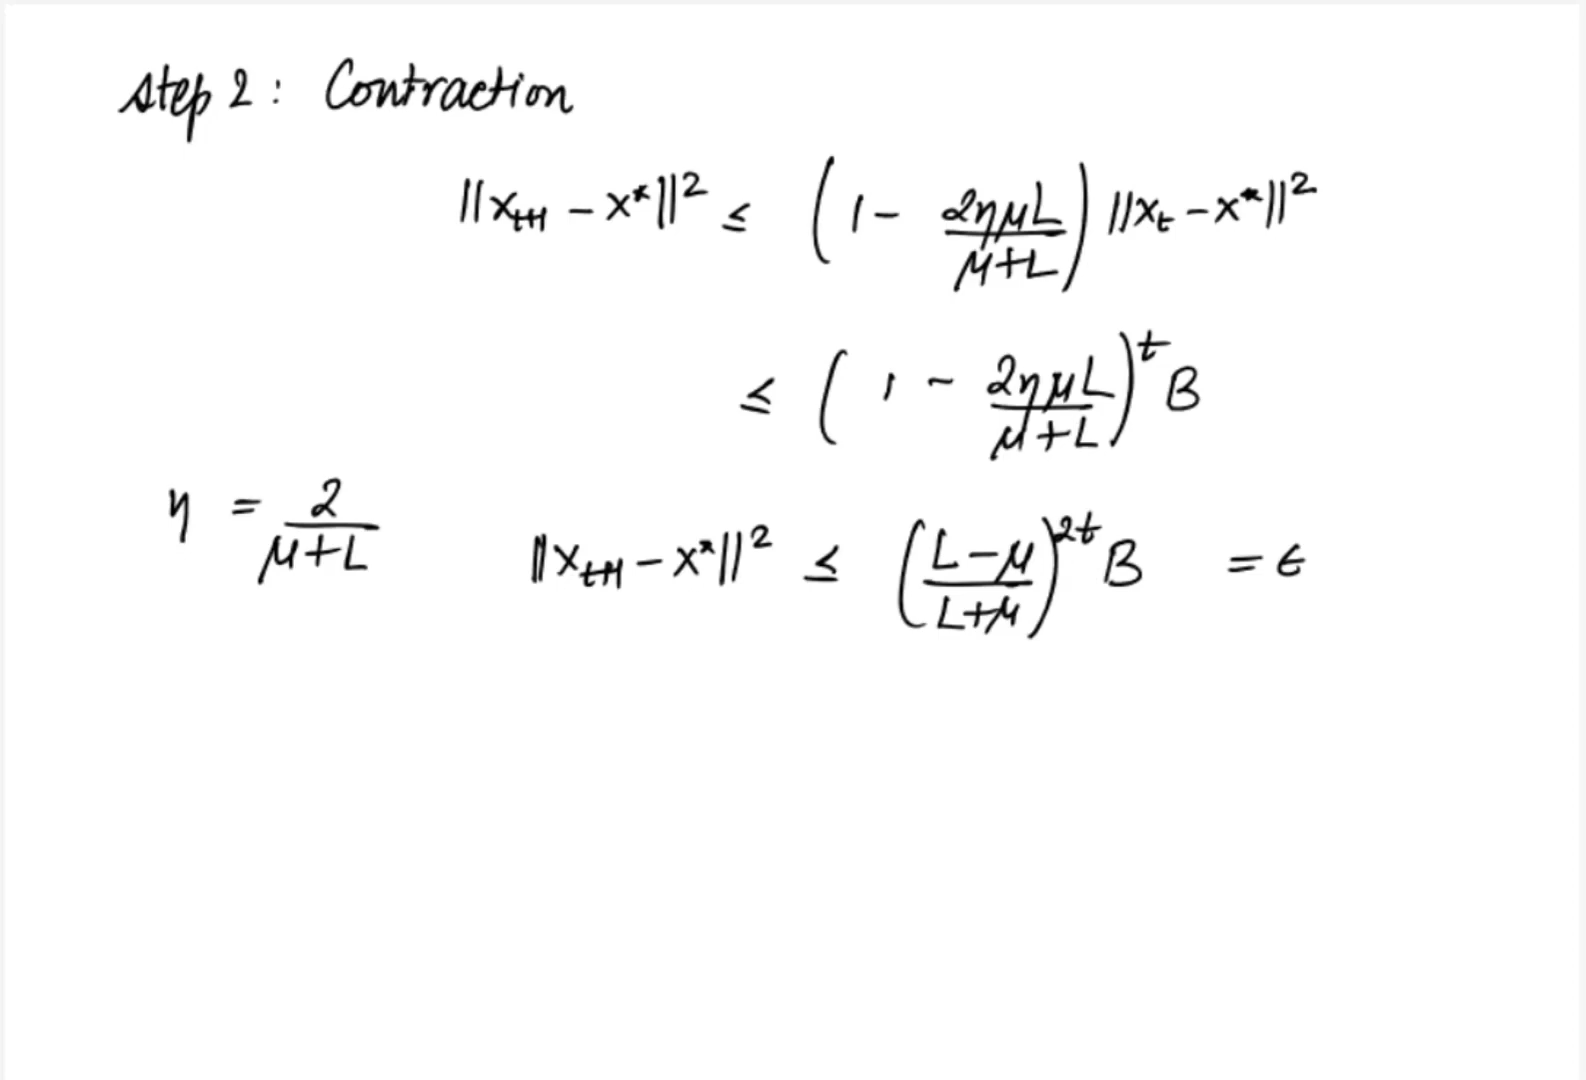 step 2: Contraction
||x_{t+1} - x*||² ≤ (1 - 2ημL/(μ+L)) ||x_t - x*||²
≤ (1 - 2ημL/(μ+L))^t B
η = 2/(μ+L) ||x_{t+1} - x*||² ≤ ((L-μ)/(L+μ))^{2t} B = ϵ